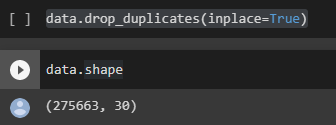 [ ] data.drop_duplicates(inplace=True)
data.shape
(275663, 30)